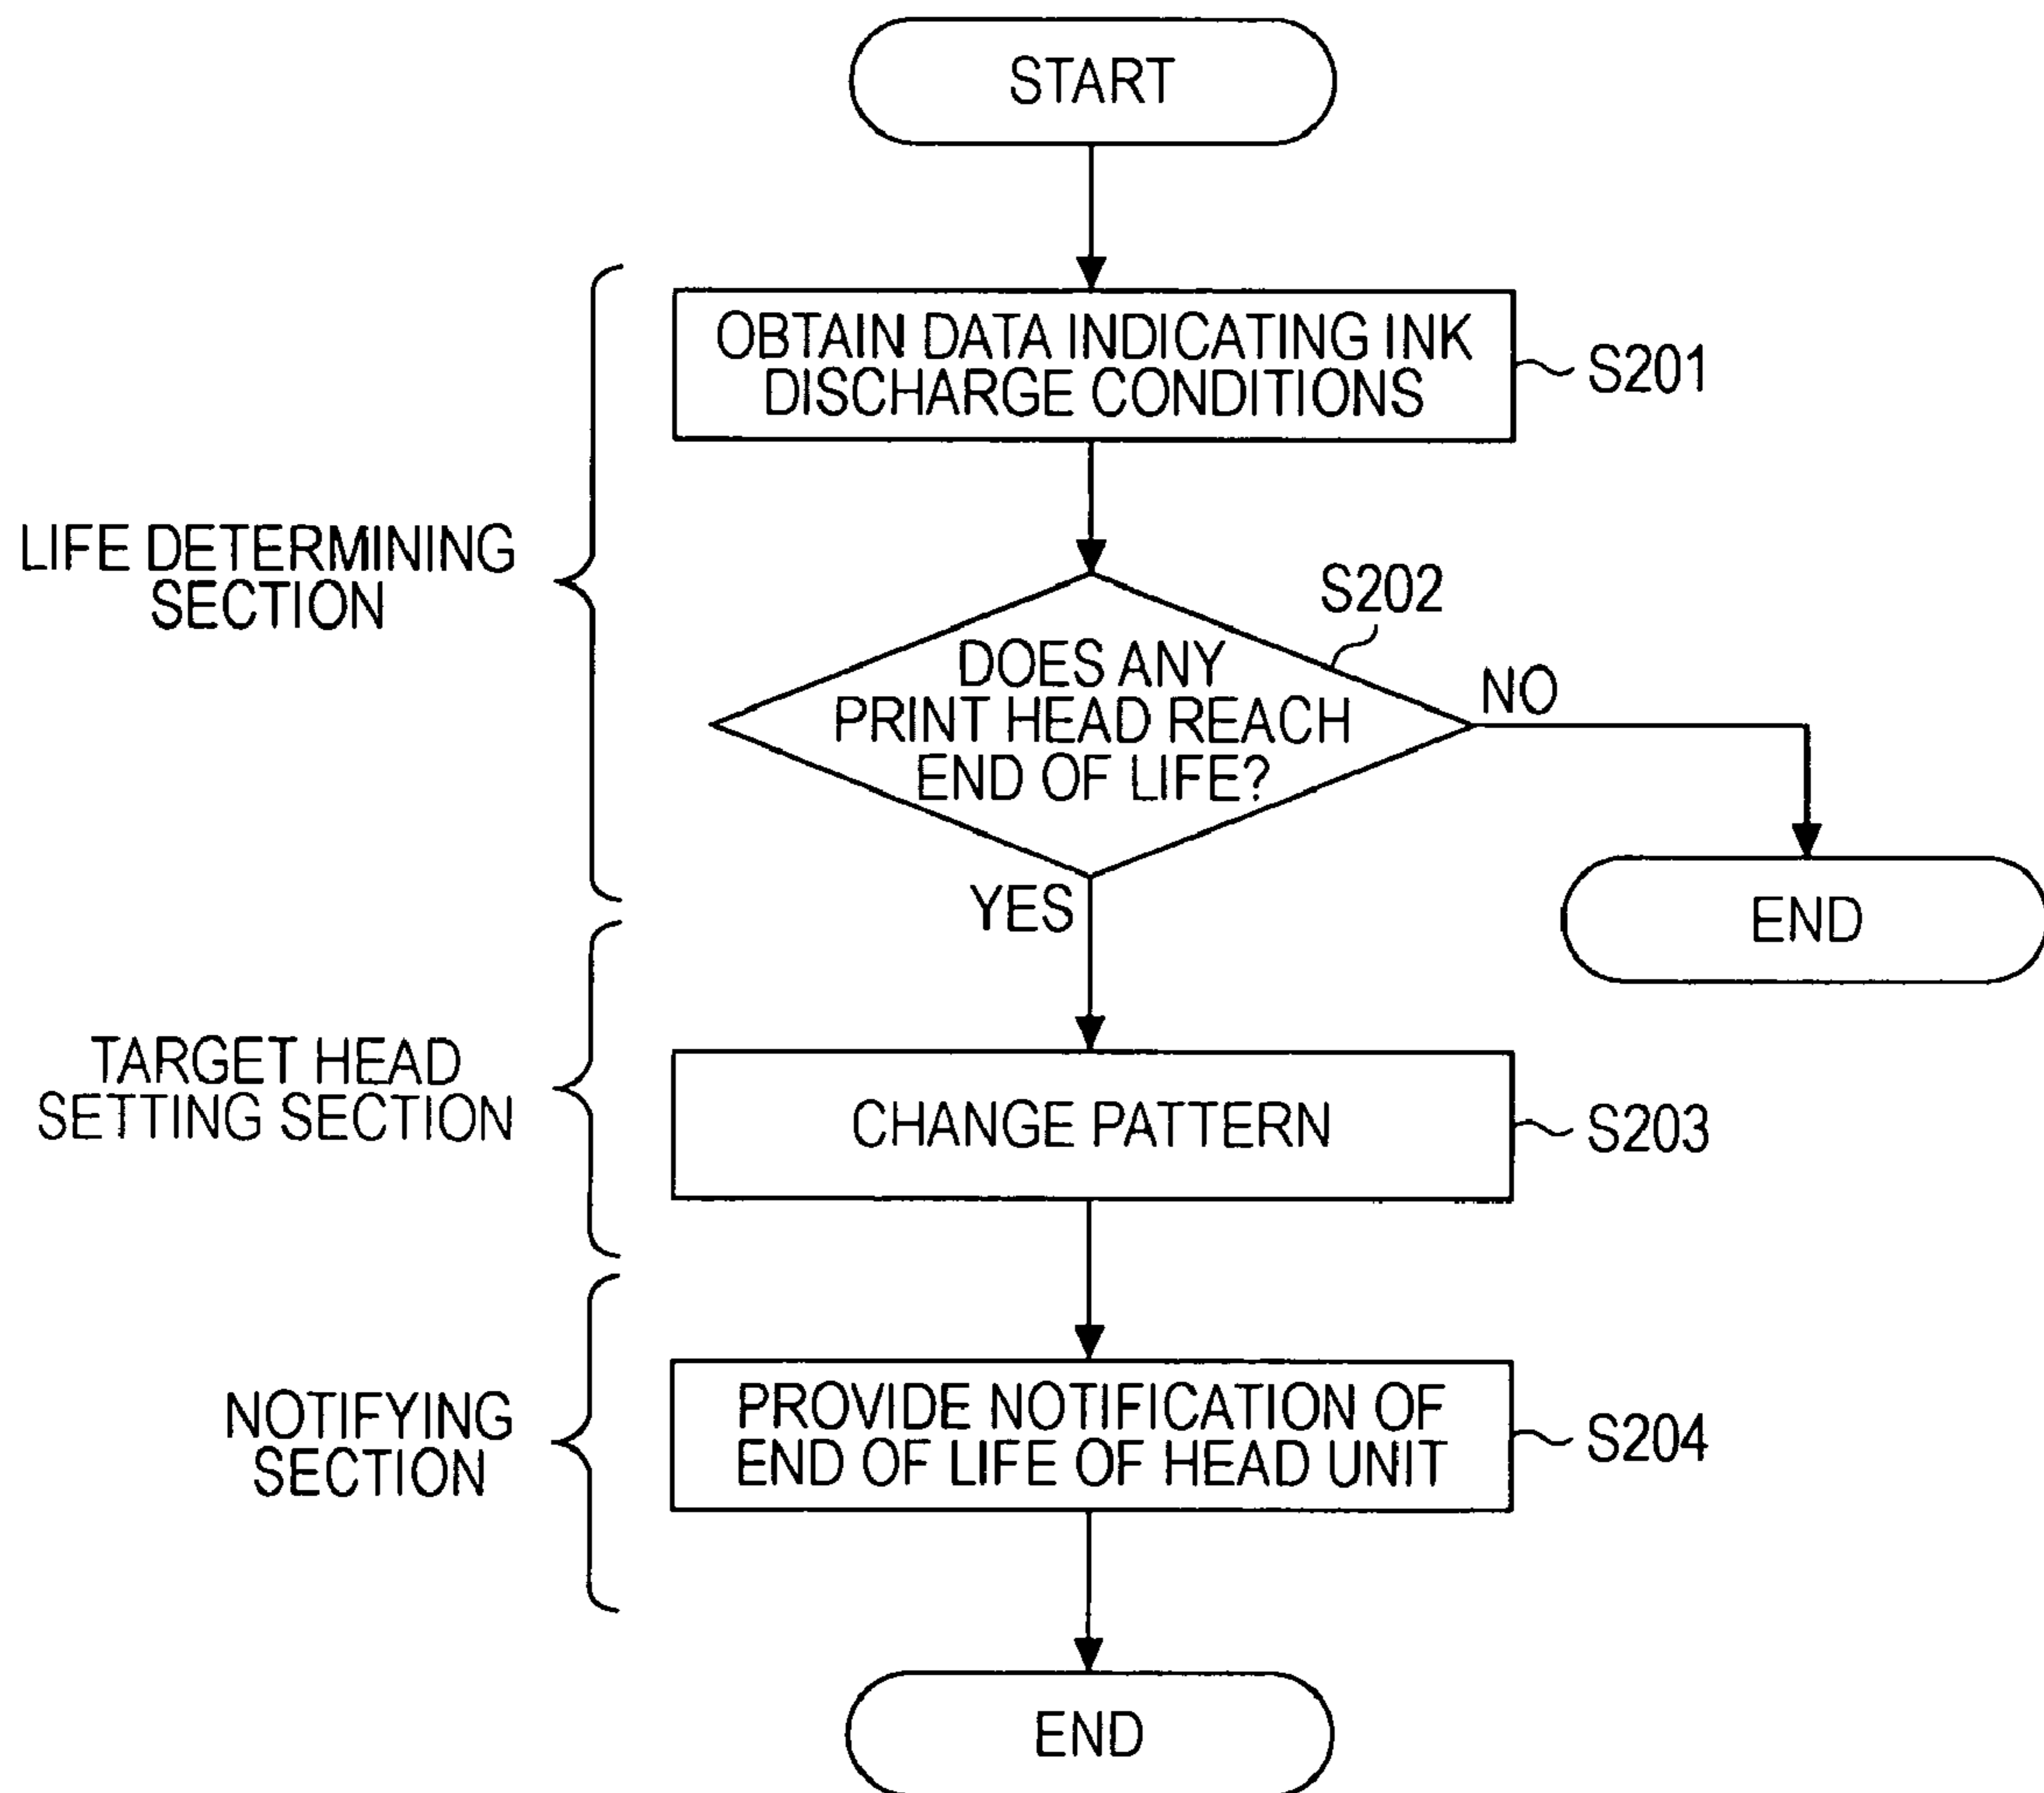 START
OBTAIN DATA INDICATING INK
DISCHARGE CONDITIONS
S201
LIFE DETERMINING
SECTION
S202
DOES ANY
PRINT HEAD REACH
END OF LIFE?
NO
YES
END
TARGET HEAD
SETTING SECTION
CHANGE PATTERN
S203
NOTIFYING
SECTION
PROVIDE NOTIFICATION OF
END OF LIFE OF HEAD UNIT
S204
END